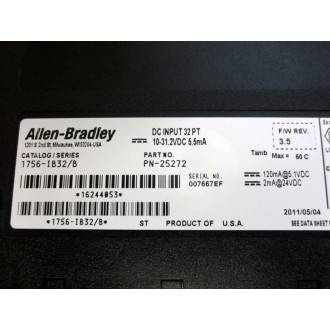 Allen-Bradley
1201 S. 2nd St., Milwaukee, WI 53204-USA
DC INPUT 32 PT
10-31.2VDC 5.5mA
F/W REV.
3.5
CATALOG / SERIES
1756-IB32/B
PART NO.
PN-25272
SERIAL NO.
007667EF
Tamb Max = 60 C
*16244053*
120mA@5.1VDC
2mA@24VDC
2011/05/04
*1756-IB32/B*
ST
PRODUCT OF U.S.A.
SEE DATA SHEET